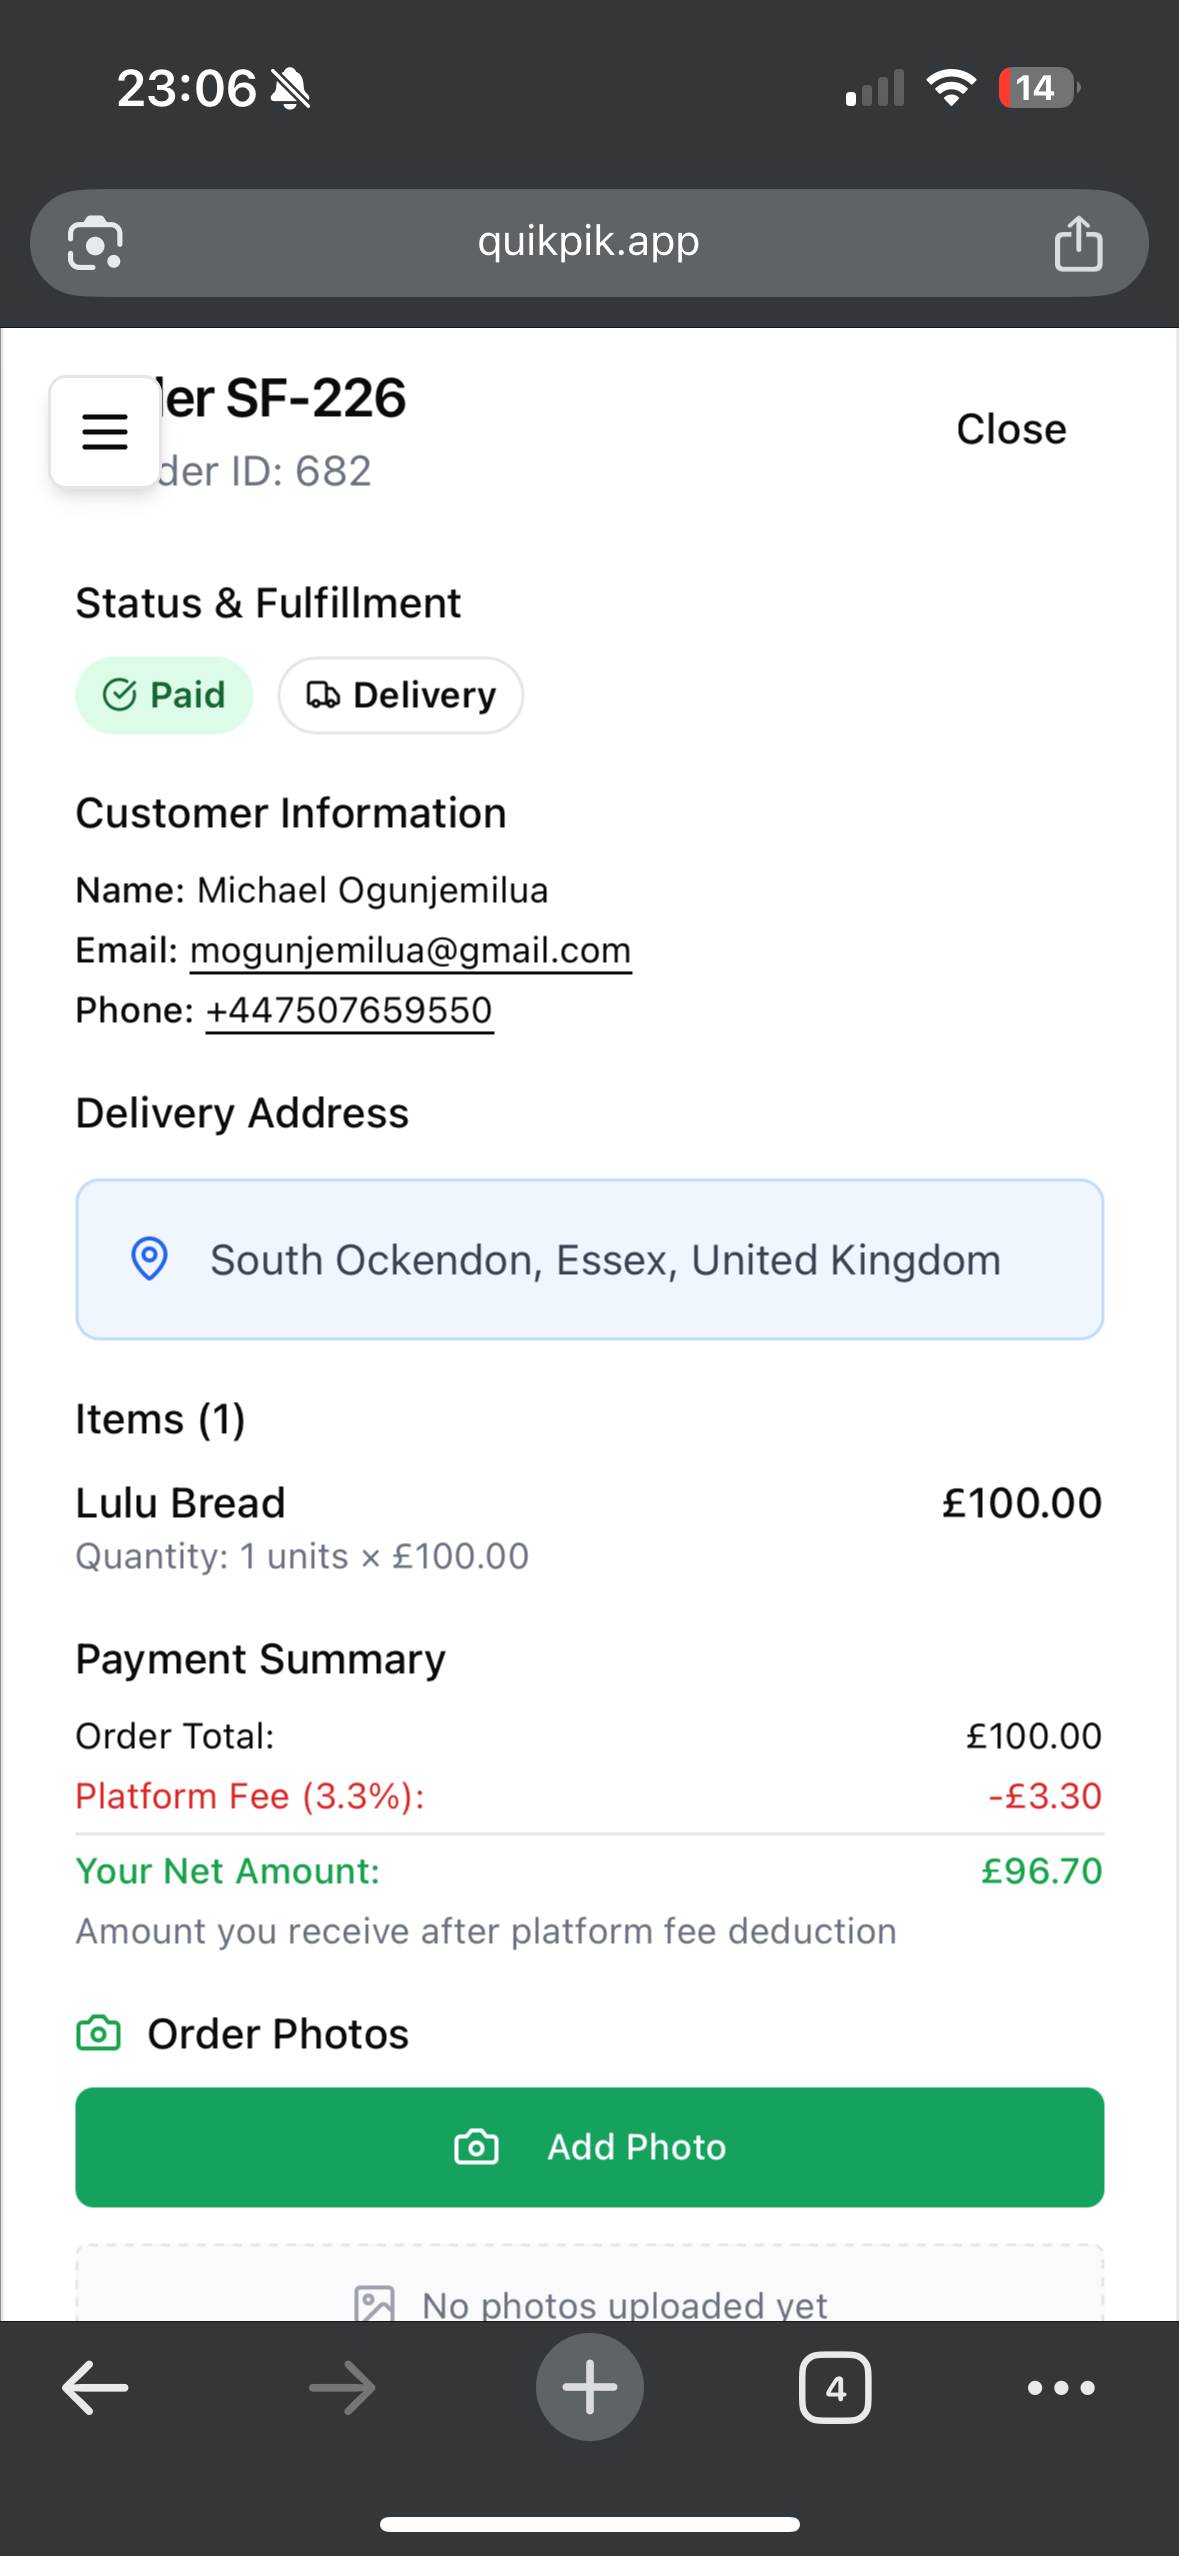 23:06
14
quikpik.app
er SF-226
Close
der ID: 682
Status & Fulfillment
Paid
Delivery
Customer Information
Name: Michael Ogunjemilua
Email: mogunjemilua@gmail.com
Phone: +447507659550
Delivery Address
South Ockendon, Essex, United Kingdom
Items (1)
Lulu Bread
£100.00
Quantity: 1 units × £100.00
Payment Summary
Order Total:
£100.00
Platform Fee (3.3%):
-£3.30
Your Net Amount:
£96.70
Amount you receive after platform fee deduction
Order Photos
Add Photo
No photos uploaded yet
4